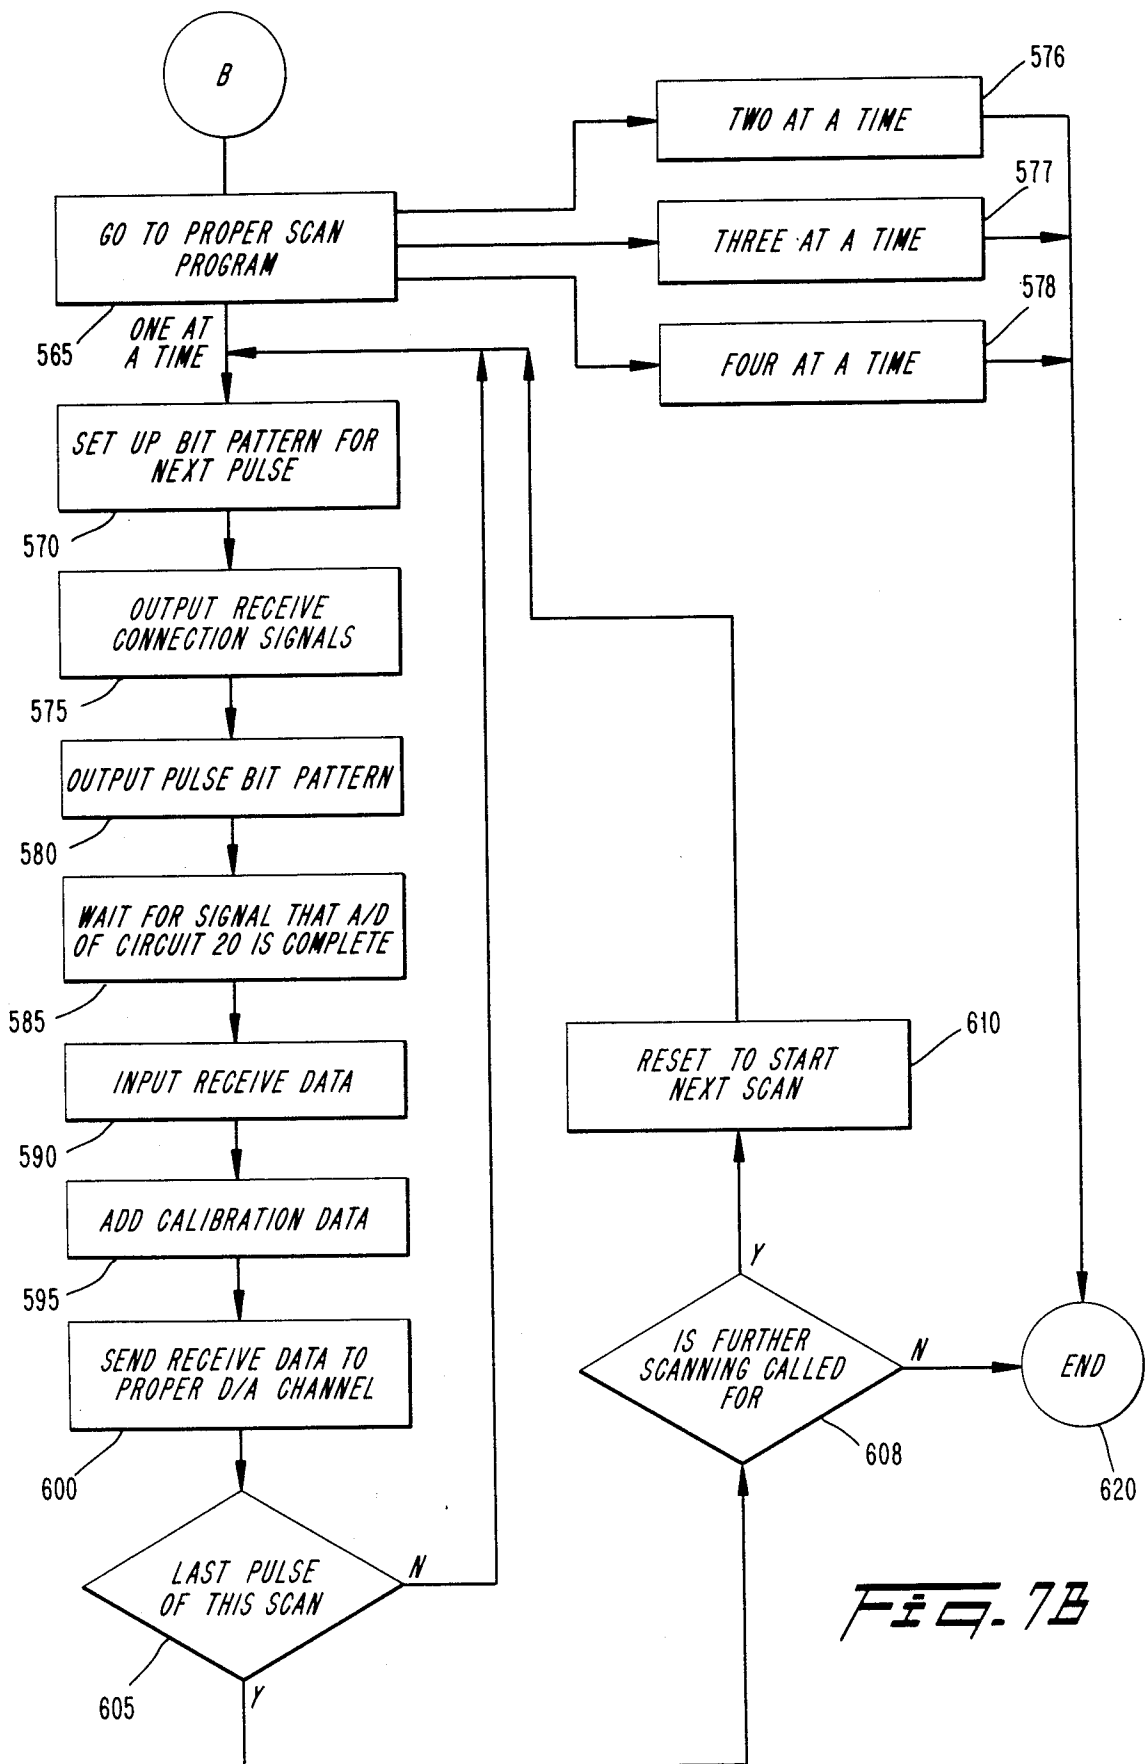 B
GO TO PROPER SCAN
PROGRAM
565
ONE AT
A TIME
TWO AT A TIME
576
THREE AT A TIME
577
FOUR AT A TIME
578
SET UP BIT PATTERN FOR
NEXT PULSE
570
OUTPUT RECEIVE
CONNECTION SIGNALS
575
OUTPUT PULSE BIT PATTERN
580
WAIT FOR SIGNAL THAT A/D
OF CIRCUIT 20 IS COMPLETE
585
INPUT RECEIVE DATA
590
ADD CALIBRATION DATA
595
SEND RECEIVE DATA TO
PROPER D/A CHANNEL
600
LAST PULSE
OF THIS SCAN
N
605
Y
RESET TO START
NEXT SCAN
610
Y
IS FURTHER
SCANNING CALLED
FOR
N
608
END
620
FIG. 7B